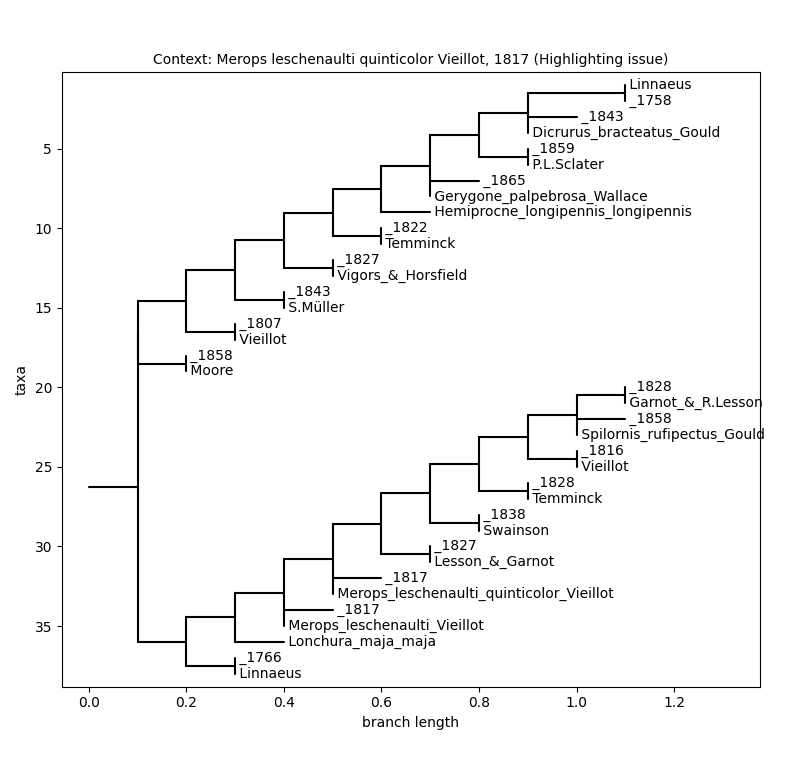 Context: Merops leschenaulti quinticolor Vieillot, 1817 (Highlighting issue)
Linnaeus
_1758
_1843
Dicrurus_bracteatus_Gould
_1859
P.L.Sclater
_1865
Gerygone_palpebrosa_Wallace
Hemiprocne_longipennis_longipennis
_1822
Temminck
_1827
Vigors_&_Horsfield
_1843
S.Müller
_1807
Vieillot
_1858
Moore
_1828
Garnot_&_R.Lesson
_1858
Spilornis_rufipectus_Gould
_1816
Vieillot
_1828
Temminck
_1838
Swainson
_1827
Lesson_&_Garnot
_1817
Merops_leschenaulti_quinticolor_Vieillot
_1817
Merops_leschenaulti_Vieillot
Lonchura_maja_maja
_1766
Linnaeus
5
10
15
20
25
30
35
taxa
0.0 0.2 0.4 0.6 0.8 1.0 1.2
branch length